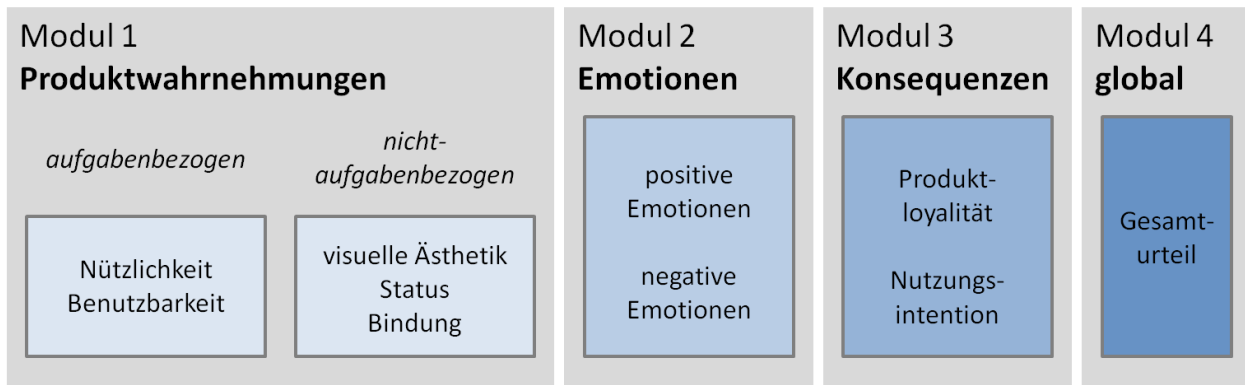 Modul 1
Produktwahrnehmungen
aufgabenbezogen
nicht-
aufgabenbezogen
Nützlichkeit
Benutzbarkeit
visuelle Ästhetik
Status
Bindung
Modul 2
Emotionen
positive
Emotionen
negative
Emotionen
Modul 3
Konsequenzen
Produkt-
loyalität
Nutzungs-
intention
Modul 4
global
Gesamt-
urteil